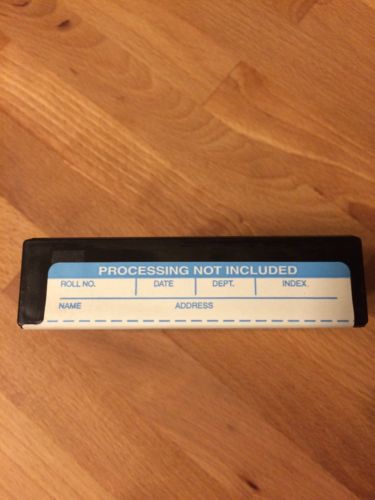 PROCESSING NOT INCLUDED
ROLL NO. DATE DEPT. INDEX
NAME ADDRESS